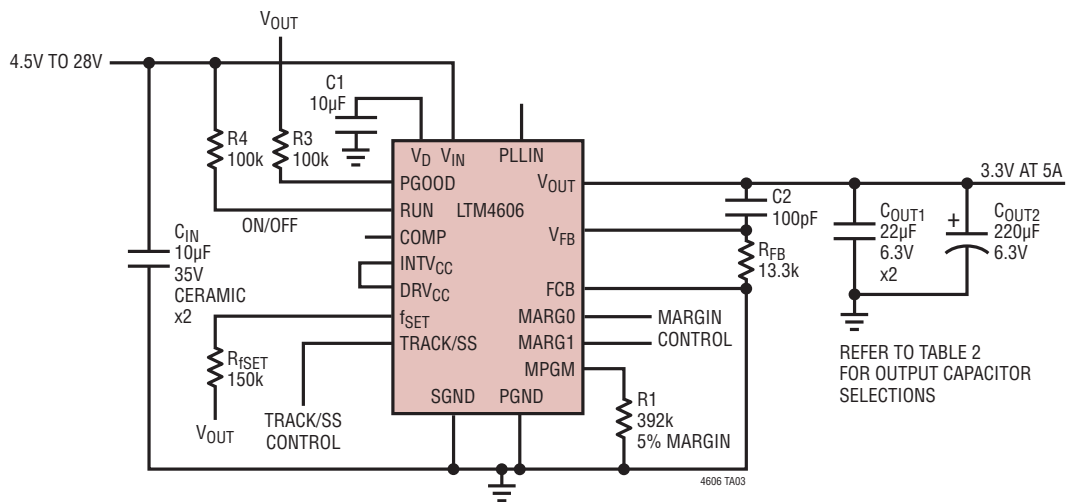 VOUT
4.5V TO 28V
C1
10µF
R4
100k
R3
100k
VD
VIN
PLLIN
PGOOD
VOUT
3.3V AT 5A
RUN
LTM4606
ON/OFF
C2
100pF
COUT1
22µF
6.3V
x2
+
COUT2
220µF
6.3V
CIN
10µF
35V
CERAMIC
x2
COMP
VFB
INTVCC
RFB
13.3k
DRVCC
FCB
fSET
MARG0
MARGIN
CONTROL
TRACK/SS
MARG1
MPGM
REFER TO TABLE 2
FOR OUTPUT CAPACITOR
SELECTIONS
RfSET
150k
SGND
PGND
R1
392k
5% MARGIN
VOUT
TRACK/SS
CONTROL
4606 TA03